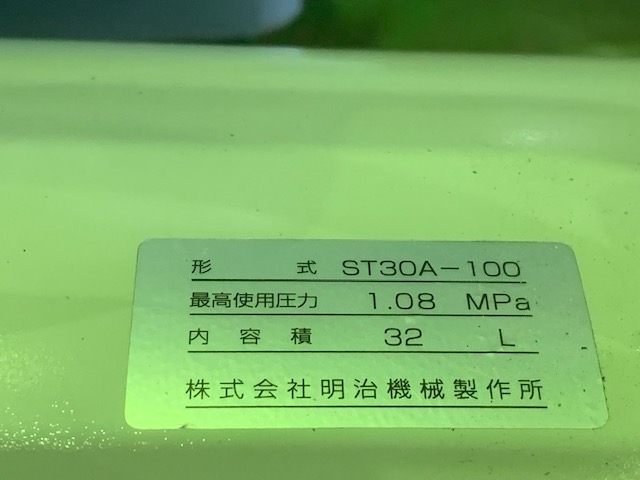 形式 ST30A-100
最高使用圧力 1.08 MPa
内容積 32 L
株式会社明治機械製作所